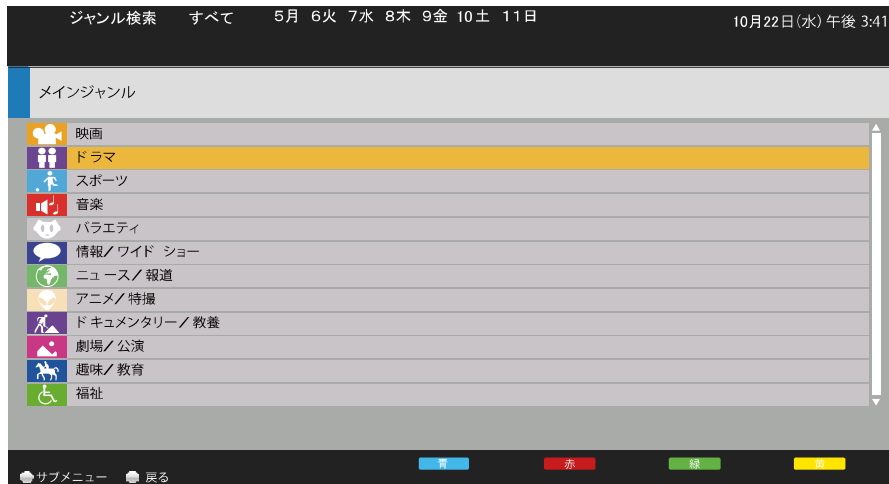 ジャンル検索 すべて 5月 6火 7水 8木 9金 10土 11日 10月22日(水)午後 3:41
メインジャンル
映画
ドラマ
スポーツ
音楽
バラエティ
情報/ワイド ショー
ニュース/報道
アニメ/特撮
ドキュメンタリー/教養
劇場/公演
趣味/教育
福祉
青 赤 緑 黄
サブメニュー 戻る